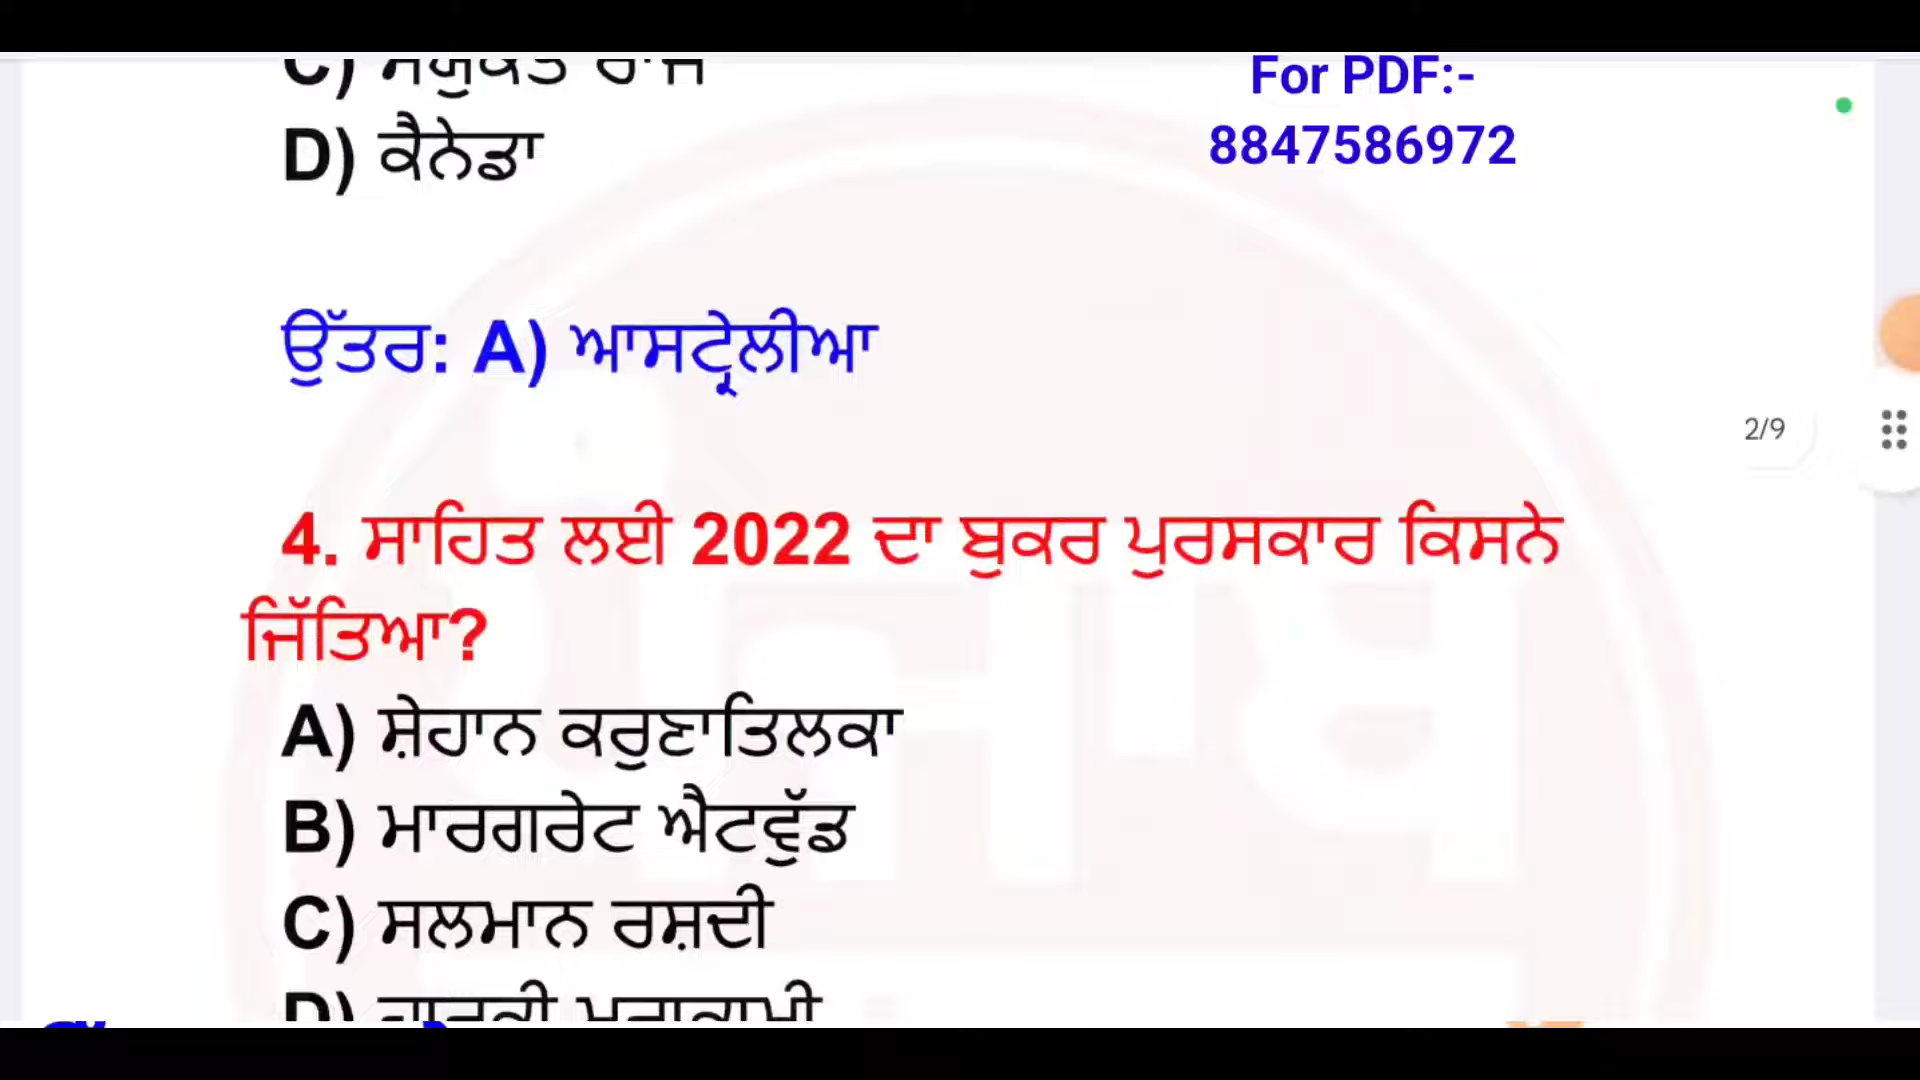 C) ਸੰਯੁਕਤ ਰਾਜ
For PDF:-
D) ਕੈਨੇਡਾ
8847586972
ਉੱਤਰ: A) ਆਸਟ੍ਰੇਲੀਆ
2/9
4. ਸਾਹਿਤ ਲਈ 2022 ਦਾ ਬੁਕਰ ਪੁਰਸਕਾਰ ਕਿਸਨੇ
ਜਿੱਤਿਆ?
A) ਸ਼ੇਹਾਨ ਕਰੁਣਾਤਿਲਕਾ
B) ਮਾਰਗਰੇਟ ਐਟਵੁੱਡ
C) ਸਲਮਾਨ ਰਸ਼ਦੀ
D)